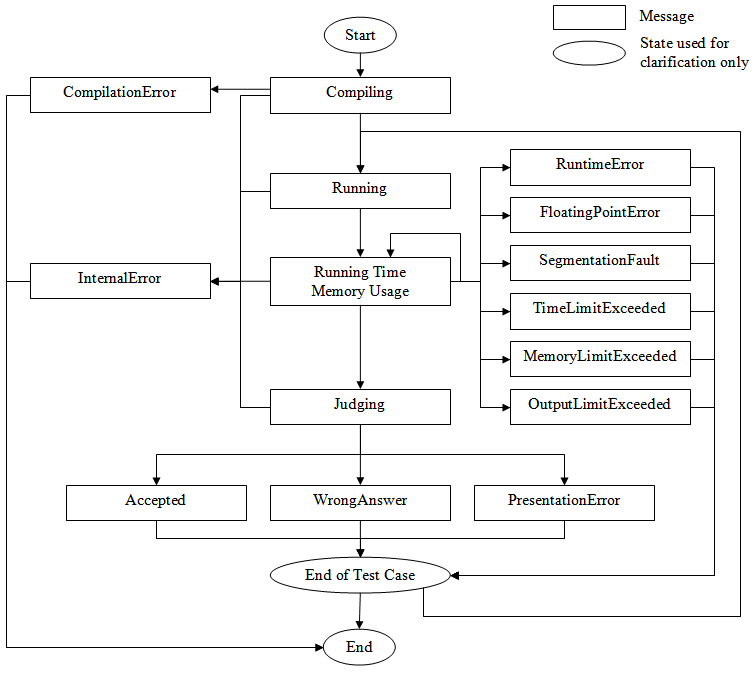 Message
State used for
clarification only
Start
CompilationError
Compiling
RuntimeError
Running
FloatingPointError
SegmentationFault
InternalError
Running Time
Memory Usage
TimeLimitExceeded
MemoryLimitExceeded
Judging
OutputLimitExceeded
Accepted
WrongAnswer
PresentationError
End of Test Case
End